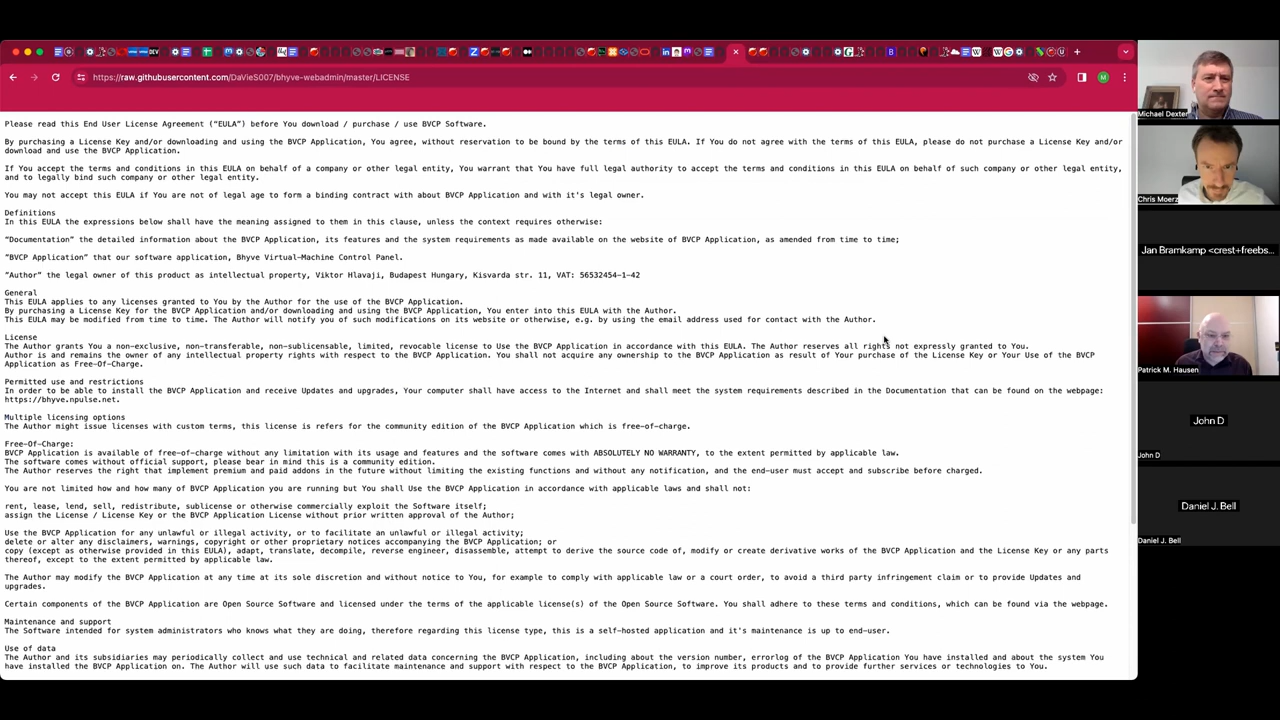 https://raw.githubusercontent.com/DaVieS007/bhyve-webadmin/master/LICENSE
Please read this End User License Agreement (“EULA”) before You download / purchase / use BVCP Software.
By purchasing a License Key and/or downloading and using the BVCP Application, You agree, without reservation to be bound by the terms of this EULA. If You do not agree with the terms of this EULA, please do not purchase a License Key and/or
download and use the BVCP Application.
If You accept the terms and conditions in this EULA on behalf of a company or other legal entity, You warrant that You have full legal authority to accept the terms and conditions in this EULA on behalf of such company or other legal entity,
and to legally bind such company or other legal entity.
You may not accept this EULA if You are not of legal age to form a binding contract with about BVCP Application and with it's legal owner.
Definitions
In this EULA the expressions below shall have the meaning assigned to them in this clause, unless the context requires otherwise:
“Documentation” the detailed information about the BVCP Application, its features and the system requirements as made available on the website of BVCP Application, as amended from time to time;
“BVCP Application” that our software application, Bhyve Virtual-Machine Control Panel.
“Author” the legal owner of this product as intellectual property, Viktor Hlavaji, Budapest Hungary, Kisvarda str. 11, VAT: 56532454-1-42
General
This EULA applies to any licenses granted to You by the Author for the use of the BVCP Application.
By purchasing a License Key for the BVCP Application and/or downloading and using the BVCP Application, You enter into this EULA with the Author.
This EULA may be modified from time to time. The Author will notify you of such modifications on its website or otherwise, e.g. by using the email address used for contact with the Author.
License
The Author grants You a non-exclusive, non-transferable, non-sublicensable, limited, revocable license to Use the BVCP Application in accordance with this EULA. The Author reserves all rights not expressly granted to You.
Author is and remains the owner of any intellectual property rights with respect to the BVCP Application. You shall not acquire any ownership to the BVCP Application as result of Your purchase of the License Key or Your Use of the BVCP
Application as Free-Of-Charge.
Permitted use and restrictions
In order to be able to install the BVCP Application and receive Updates and upgrades, Your computer shall have access to the Internet and shall meet the system requirements described in the Documentation that can be found on the webpage:
https://bhyve.npulse.net.
Multiple licensing options
The Author might issue licenses with custom terms, this license is refers for the community edition of the BVCP Application which is free-of-charge.
Free-Of-Charge:
BVCP Application is available of free-of-charge without any limitation with its usage and features and the software comes with ABSOLUTELY NO WARRANTY, to the extent permitted by applicable law.
The software comes without official support, please bear in mind this is a community edition.
The Author reserves the right that implement premium and paid addons in the future without limiting the existing functions and without any notification, and the end-user must accept and subscribe before charged.
You are not limited how and how many of BVCP Application you are running but You shall Use the BVCP Application in accordance with applicable laws and shall not:
rent, lease, lend, sell, redistribute, sublicense or otherwise commercially exploit the Software itself;
assign the License / License Key or the BVCP Application License without prior written approval of the Author;
Use the BVCP Application for any unlawful or illegal activity, or to facilitate an unlawful or illegal activity;
delete or alter any disclaimers, warnings, copyright or other proprietary notices accompanying the BVCP Application; or
copy (except as otherwise provided in this EULA), adapt, translate, decompile, reverse engineer, disassemble, attempt to derive the source code of, modify or create derivative works of the BVCP Application and the License Key or any parts
thereof, except to the extent permitted by applicable law.
The Author may modify the BVCP Application at any time at its sole discretion and without notice to You, for example to comply with applicable law or a court order, to avoid a third party infringement claim or to provide Updates and
upgrades.
Certain components of the BVCP Application are Open Source Software and licensed under the terms of the applicable license(s) of the Open Source Software. You shall adhere to these terms and conditions, which can be found via the webpage.
Maintenance and support
The Software intended for system administrators who knows what they are doing, therefore regarding this license type, this is a self-hosted application and it's maintenance is up to end-user.
Use of data
The Author and its subsidiaries may periodically collect and use technical and related data concerning the BVCP Application, including about the version number, errorlog of the BVCP Application You have installed and about the system You
have installed the BVCP Application on. The Author will use such data to facilitate maintenance and support with respect to the BVCP Application, to improve its products and to provide further services or technologies to You.
Michael Dexter
Chris Moerz
Jan Bramkamp <crest+freebs...
Patrick M. Hausen
John D
John D
Daniel J. Bell
Daniel J. Bell